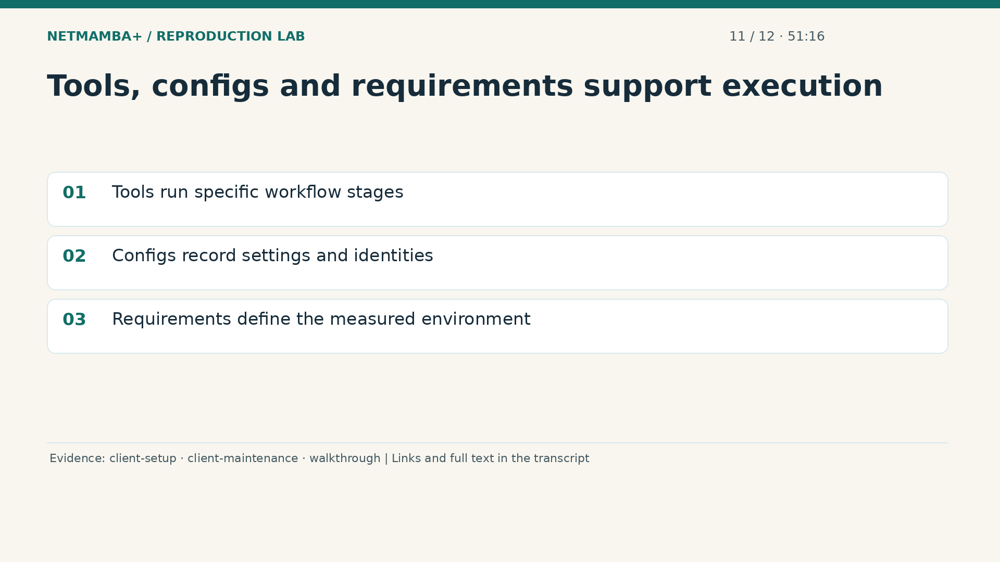 NETMAMBA+ / REPRODUCTION LAB
11 / 12 · 51:16
Tools, configs and requirements support execution
01 Tools run specific workflow stages
02 Configs record settings and identities
03 Requirements define the measured environment
Evidence: client-setup · client-maintenance · walkthrough | Links and full text in the transcript